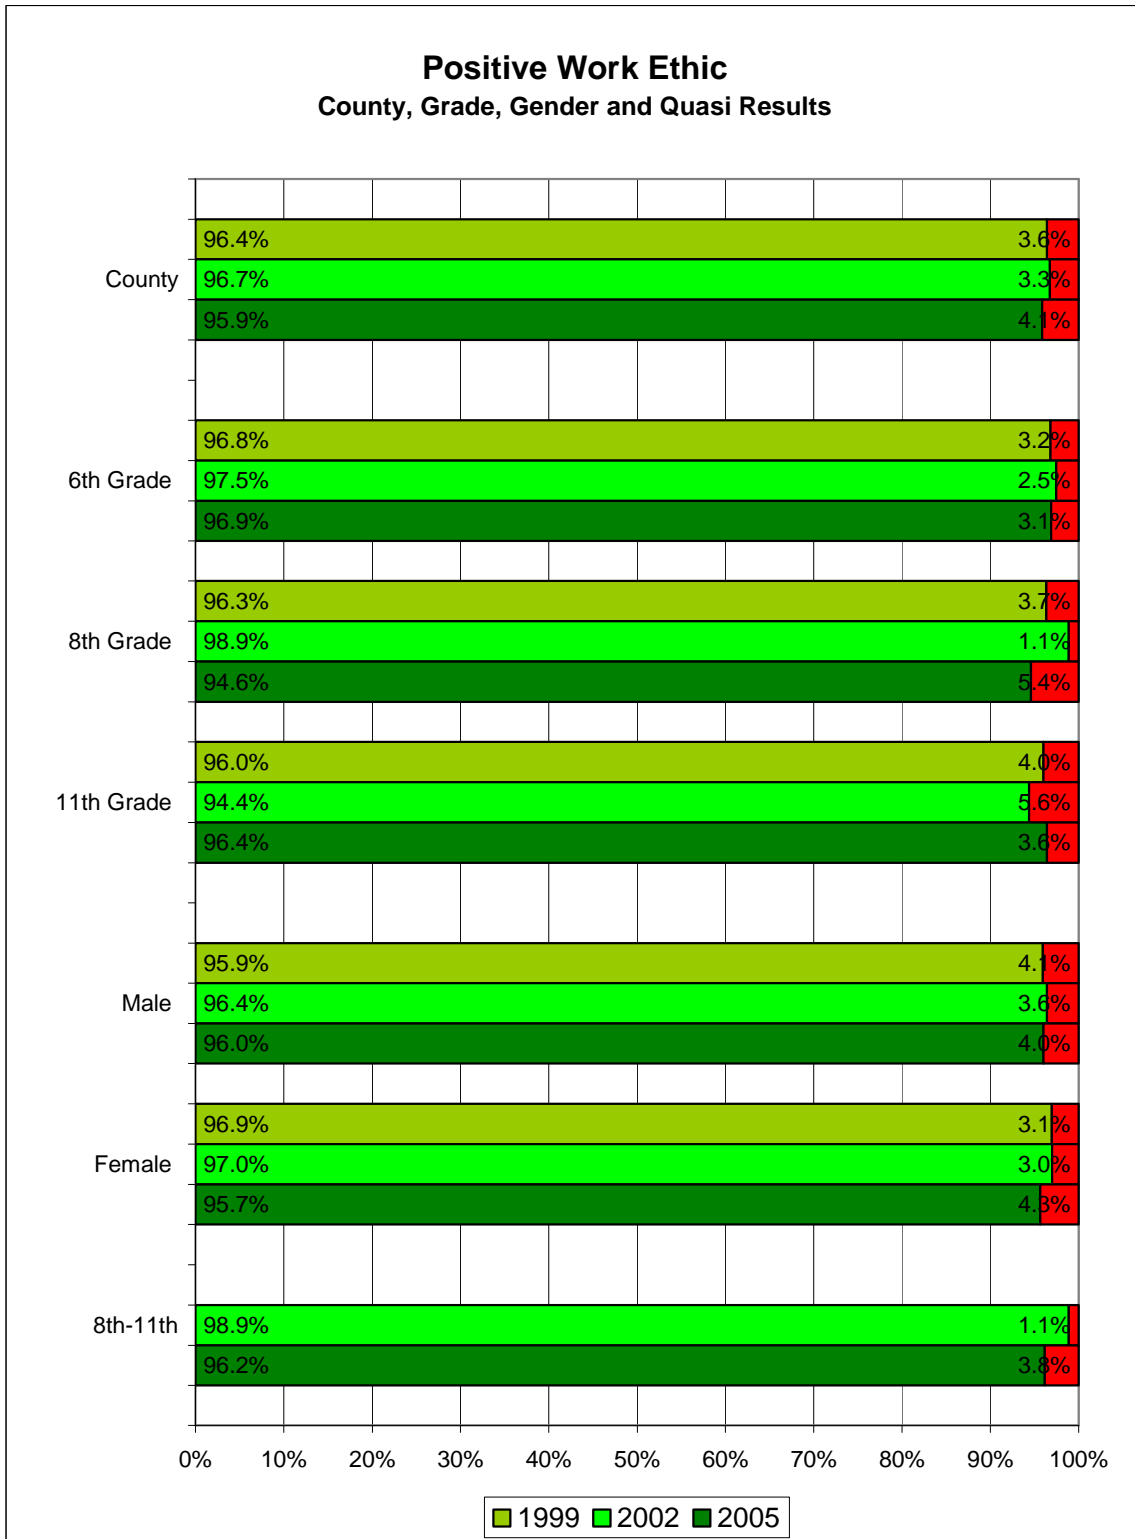 Positive Work Ethic
County, Grade, Gender and Quasi Results
96.4% 3.6%
County 96.7% 3.3%
95.9% 4.1%
96.8% 3.2%
6th Grade 97.5% 2.5%
96.9% 3.1%
96.3% 3.7%
8th Grade 98.9% 1.1%
94.6% 5.4%
96.0% 4.0%
11th Grade 94.4% 5.6%
96.4% 3.6%
95.9% 4.1%
Male 96.4% 3.6%
96.0% 4.0%
96.9% 3.1%
Female 97.0% 3.0%
95.7% 4.3%
8th-11th 98.9% 1.1%
96.2% 3.8%
0% 10% 20% 30% 40% 50% 60% 70% 80% 90% 100%
1999 2002 2005